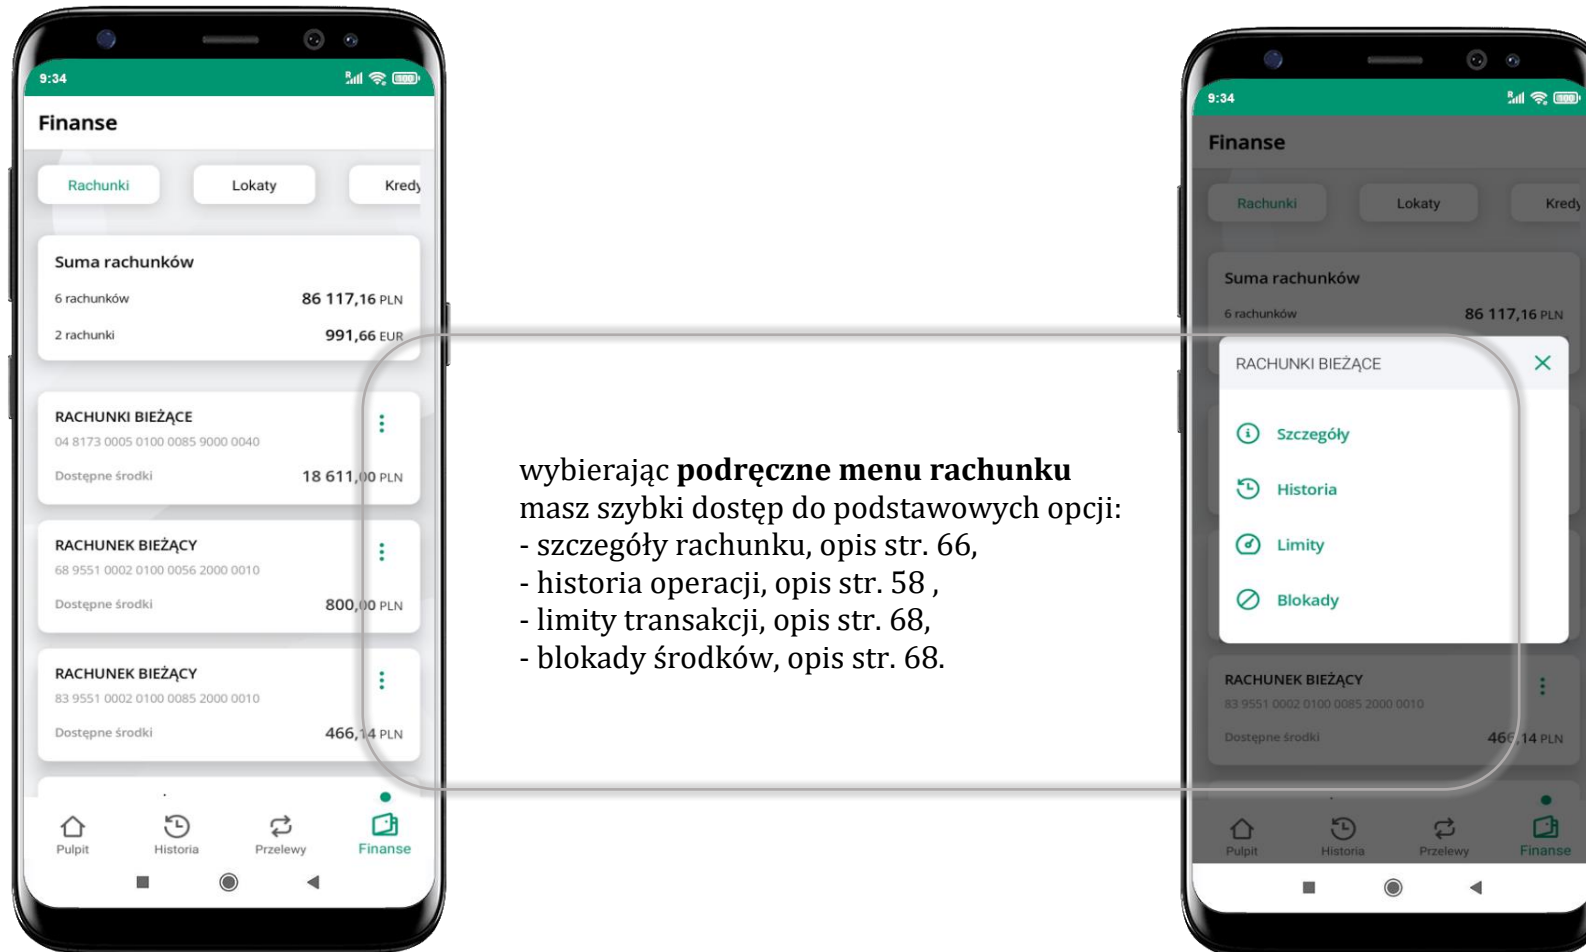 9:34
R
100
Finanse
Rachunki Lokaty Kredy
Suma rachunków
6 rachunków 86 117,16 PLN
2 rachunki 991,66 EUR
RACHUNKI BIEŻĄCE
04 8173 0005 0100 0085 9000 0040
Dostępne środki 18 611,00 PLN
RACHUNEK BIEŻĄCY
68 9551 0002 0100 0056 2000 0010
Dostępne środki 800,00 PLN
RACHUNEK BIEŻĄCY
83 9551 0002 0100 0085 2000 0010
Dostępne środki 466,14 PLN
Pulpit Historia Przelewy Finanse
wybierając podręczne menu rachunku
masz szybki dostęp do podstawowych opcji:
- szczegóły rachunku, opis str. 66,
- historia operacji, opis str. 58 ,
- limity transakcji, opis str. 68,
- blokady środków, opis str. 68.
9:34
R
100
Finanse
Rachunki Lokaty Kredy
Suma rachunków
6 rachunków 86 117,16 PLN
RACHUNKI BIEŻĄCE
Szczegóły
Historia
Limity
Blokady
RACHUNEK BIEŻĄCY
83 9551 0002 0100 0085 2000 0010
Dostępne środki 466,14 PLN
Pulpit Historia Przelewy Finanse